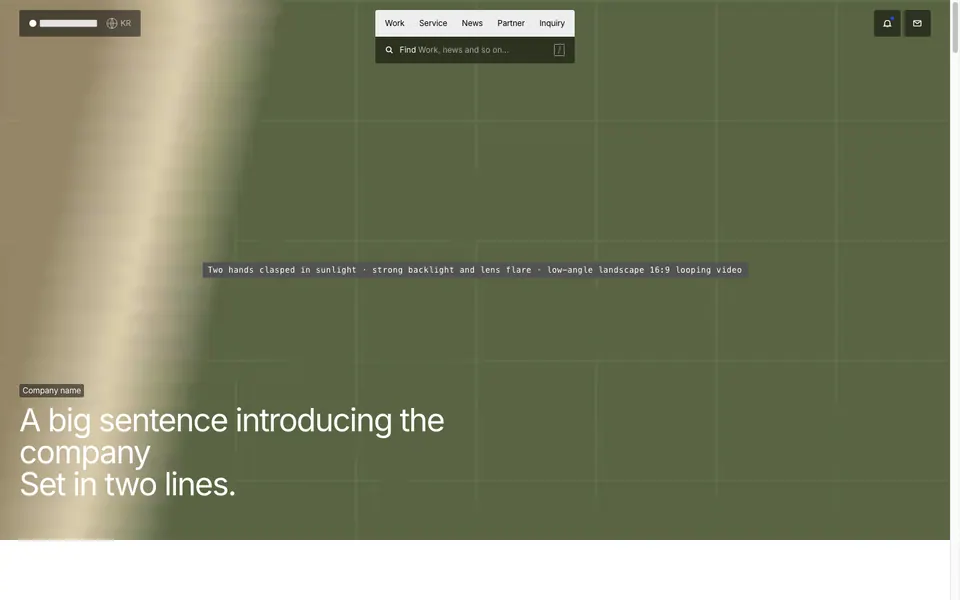 KR
Work Service News Partner Inquiry
Find Work, news and so on... /
Two hands clasped in sunlight · strong backlight and lens flare · low-angle landscape 16:9 looping video
Company name
A big sentence introducing the
company
Set in two lines.